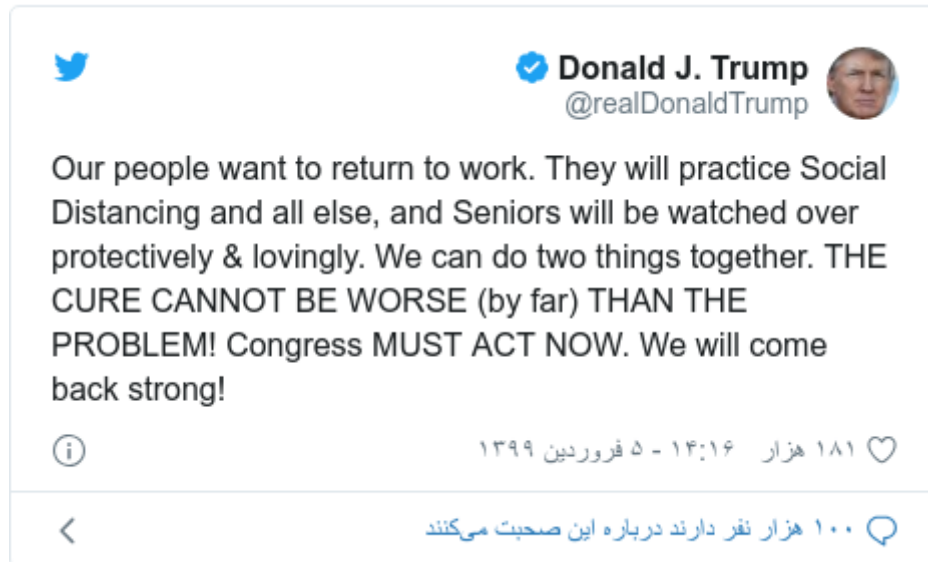 Donald J. Trump
@realDonaldTrump
Our people want to return to work. They will practice Social
Distancing and all else, and Seniors will be watched over
protectively & lovingly. We can do two things together. THE
CURE CANNOT BE WORSE (by far) THAN THE
PROBLEM! Congress MUST ACT NOW. We will come
back strong!
۱۸۱ هزار ۱۴:۱۶ - ۵ فروردین ۱۳۹۹
۱۰۰ هزار نفر دارند درباره این صحبت می‌کنند